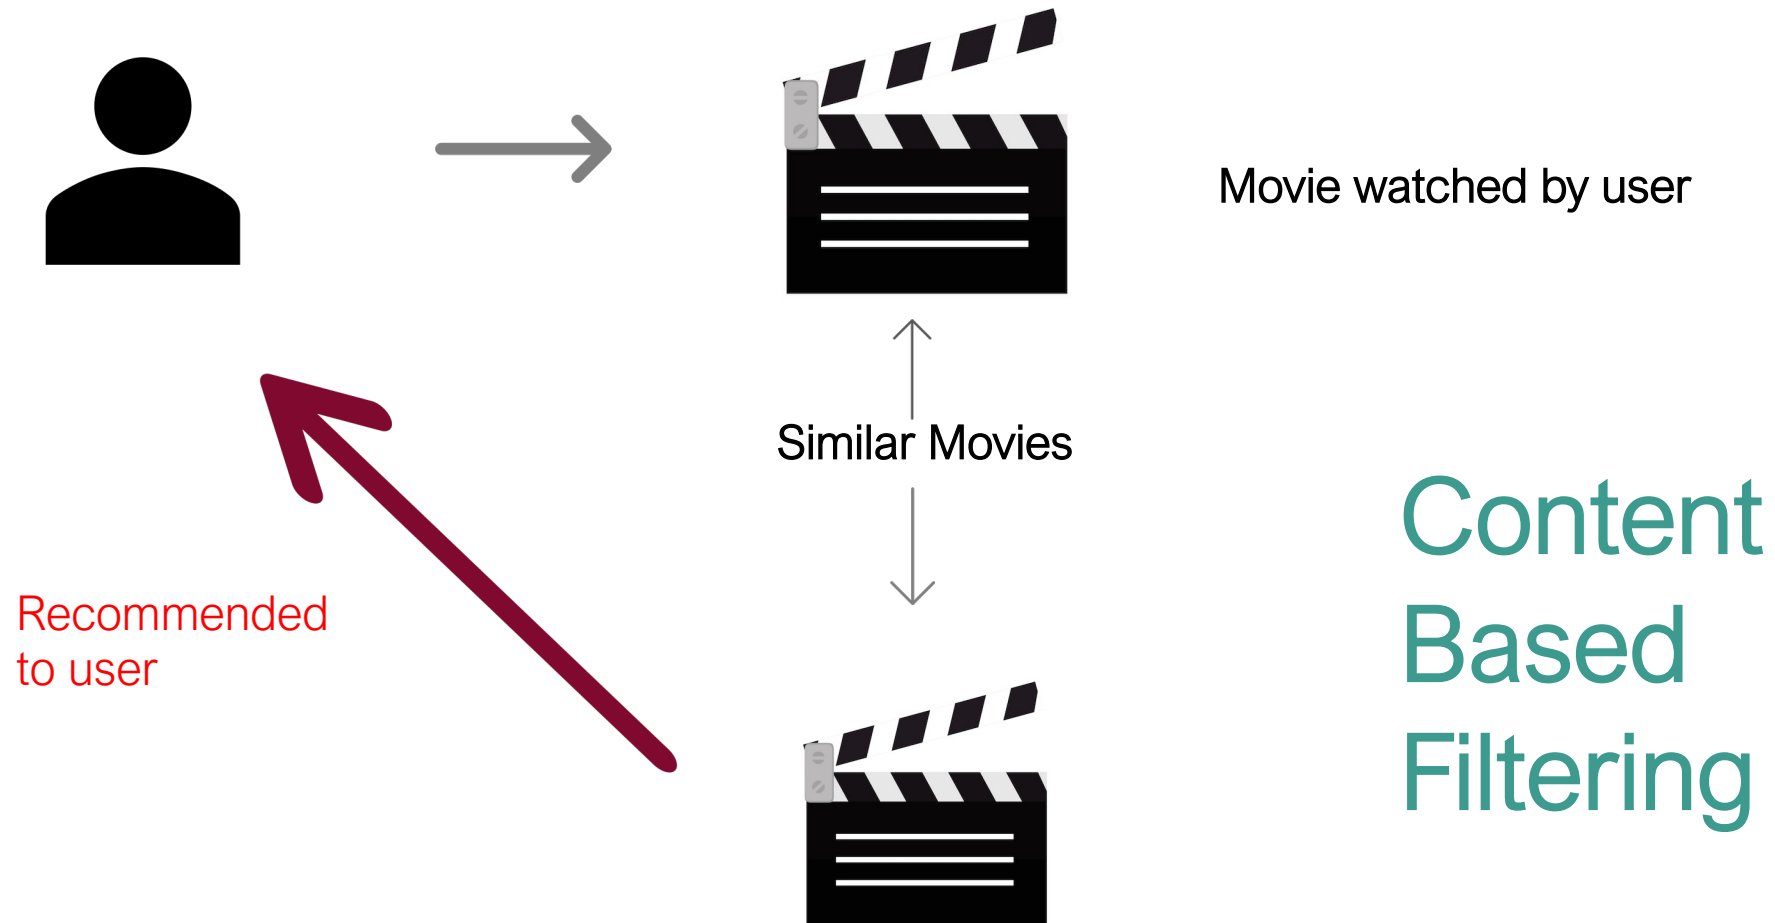 Movie watched by user
Similar Movies
Recommended
to user
Content
Based
Filtering